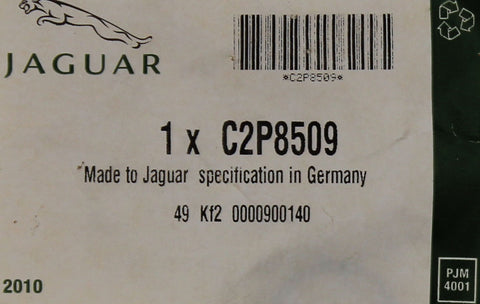 JAGUAR
*C2P8509*
1 x C2P8509
Made to Jaguar specification in Germany
49 Kf2 0000900140
2010
PJM
4001